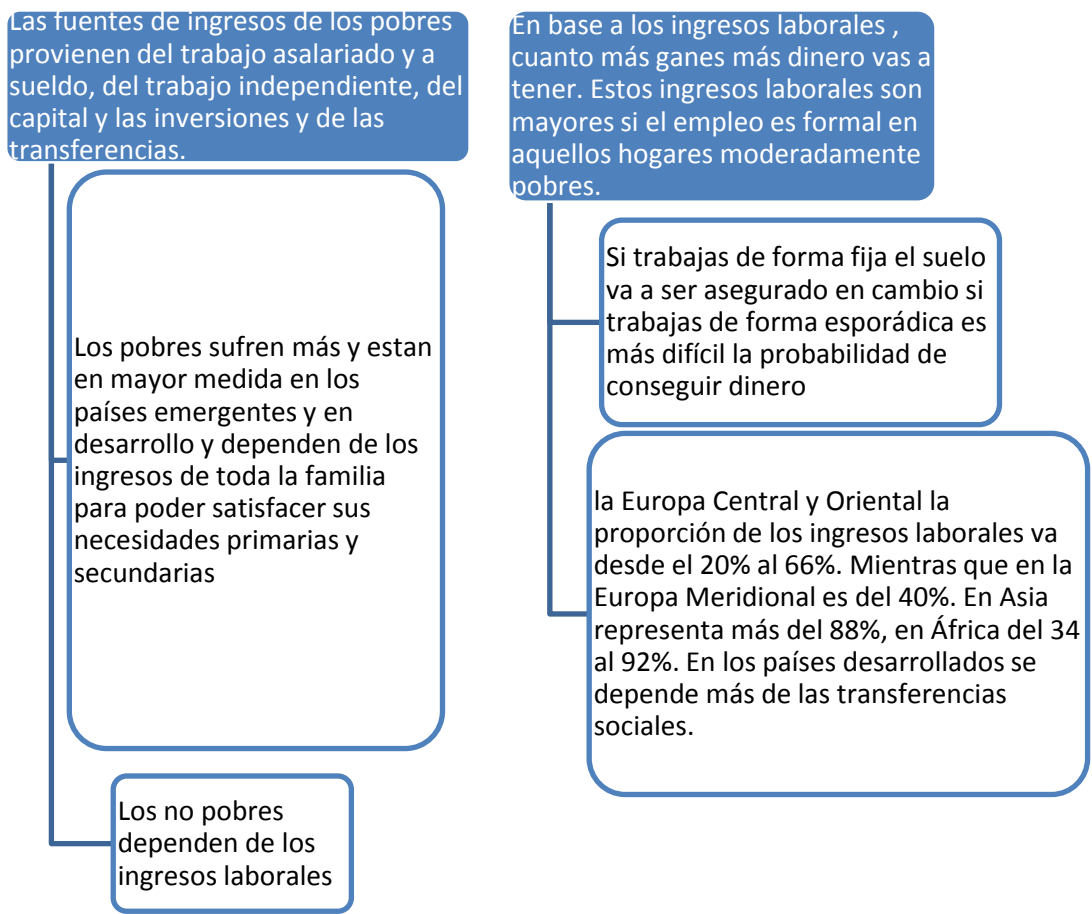 Las fuentes de ingresos de los pobres
provienen del trabajo asalariado y a
sueldo, del trabajo independiente, del
capital y las inversiones y de las
transferencias.
Los pobres sufren más y estan
en mayor medida en los
países emergentes y en
desarrollo y dependen de los
ingresos de toda la familia
para poder satisfacer sus
necesidades primarias y
secundarias
Los no pobres
dependen de los
ingresos laborales
En base a los ingresos laborales ,
cuanto más ganes más dinero vas a
tener. Estos ingresos laborales son
mayores si el empleo es formal en
aquellos hogares moderadamente
pobres.
Si trabajas de forma fija el suelo
va a ser asegurado en cambio si
trabajas de forma esporádica es
más difícil la probabilidad de
conseguir dinero
la Europa Central y Oriental la
proporción de los ingresos laborales va
desde el 20% al 66%. Mientras que en la
Europa Meridional es del 40%. En Asia
representa más del 88%, en África del 34
al 92%. En los países desarrollados se
depende más de las transferencias
sociales.